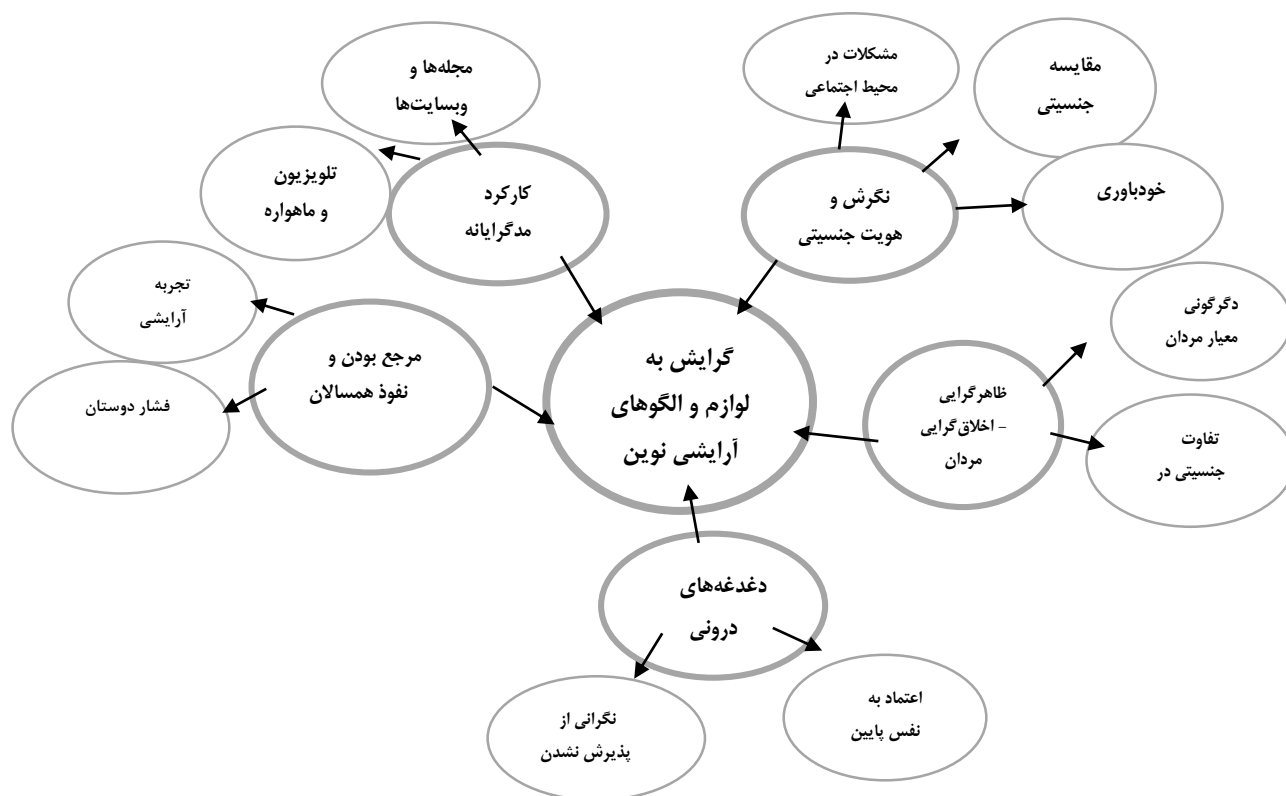 مشکلات در
محیط اجتماعی
مقایسه
جنسیتی
مجله‌ها و
وبسایت‌ها
تلویزیون
و ماهواره
کارکرد
مدگرایانه
نگرش و
هویت جنسیتی
خودباوری
تجربه
آرایشی
دگرگونی
معیار مردان
مرجع بودن و
نفوذ همسالان
گرایش به
لوازم و الگوهای
آرایشی نوین
ظاهرگرایی
- اخلاق‌گرایی
مردان
فشار دوستان
تفاوت
جنسیتی در
دغدغه‌های
درونی
نگرانی از
پذیرش نشدن
اعتماد به
نفس پایین